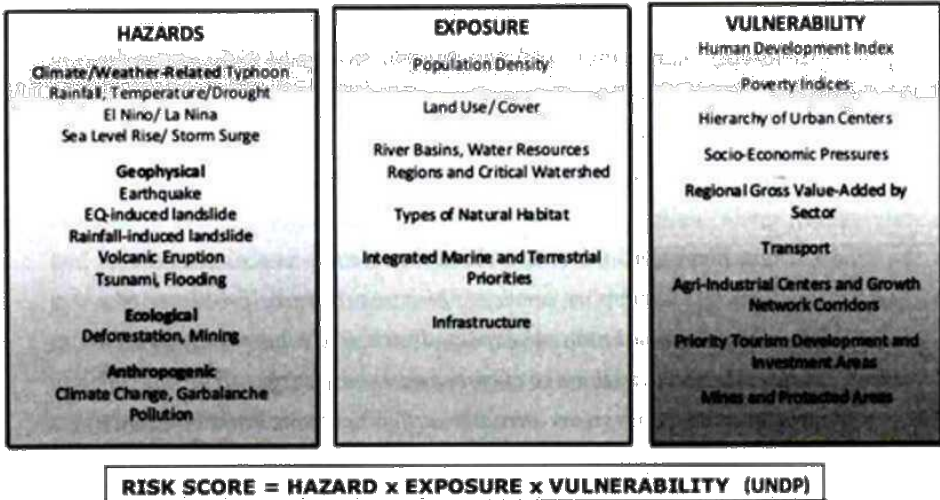 HAZARDS
Climate/Weather-Related Typhoon
Rainfall, Temperature/Drought
El Nino/ La Nina
Sea Level Rise/ Storm Surge
Geophysical
Earthquake
EQ-induced landslide
Rainfall-induced landslide
Volcanic Eruption
Tsunami, Flooding
Ecological
Deforestation, Mining
Anthropogenic
Climate Change, Garbalanche
Pollution
EXPOSURE
Population Density
Land Use/ Cover
River Basins, Water Resources
Regions and Critical Watershed
Types of Natural Habitat
Integrated Marine and Terrestrial
Priorities
Infrastructure
VULNERABILITY
Human Development Index
Poverty Indices
Hierarchy of Urban Centers
Socio-Economic Pressures
Regional Gross Value-Added by
Sector
Transport
Agri-Industrial Centers and Growth
Network Corridors
Priority Tourism Development and
Investment Areas
Mines and Protected Areas
RISK SCORE = HAZARD x EXPOSURE x VULNERABILITY (UNDP)